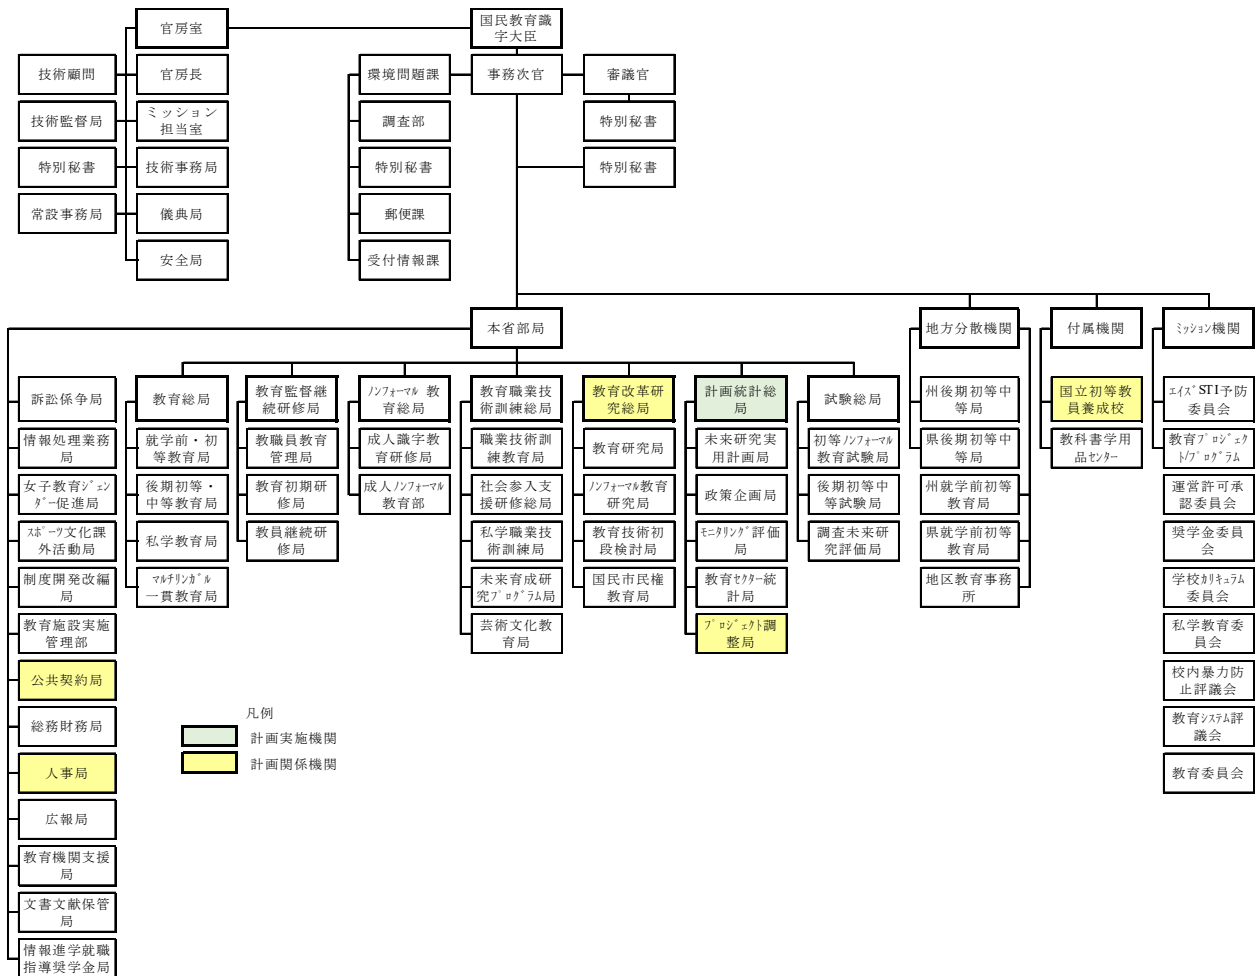 官房室
国民教育識
字大臣
技術顧問
官房長
環境問題課
事務次官
審議官
技術監督局
ミッション
担当室
調査部
特別秘書
特別秘書
技術事務局
特別秘書
特別秘書
常設事務局
儀典局
郵便課
安全局
受付情報課
本省部局
地方分散機関
付属機関
ﾐｯｼｮﾝ機関
訴訟係争局
情報処理業務
局
女子教育ｼﾞｪﾝ
ﾀﾞｰ促進局
ｽﾎﾟｰﾂ文化課
外活動局
制度開発改編
局
教育施設実施
管理部
公共契約局
総務財務局
人事局
広報局
教育機関支援
局
文書文献保管
局
情報進学就職
指導奨学金局
教育総局
就学前・初
等教育局
後期初等・
中等教育局
私学教育局
ﾏﾙﾁﾘﾝｶﾞﾙ
一貫教育局
教育監督継
続研修局
教職員教育
管理局
教育初期研
修局
教員継続研
修局
ﾉﾝﾌｫｰﾏﾙ 教
育総局
成人識字教
育研修局
成人ﾉﾝﾌｫｰﾏﾙ
教育部
教育職業技
術訓練総局
職業技術訓
練教育局
社会参入支
援研修総局
私学職業技
術訓練局
未来育成研
究ﾌﾟﾛｸﾞﾗﾑ局
芸術文化教
育局
教育改革研
究総局
教育研究局
ﾉﾝﾌｫｰﾏﾙ教育
研究局
教育技術初
段検討局
国民市民権
教育局
計画統計総
局
未来研究実
用計画局
政策企画局
ﾓﾆﾀﾘﾝｸﾞ評価
局
教育ｾｸﾀｰ統
計局
ﾌﾟﾛｼﾞｪｸﾄ調
整局
試験総局
初等ﾉﾝﾌｫｰﾏﾙ
教育試験局
後期初等中
等試験局
調査未来研
究評価局
州後期初等中
等局
県後期初等中
等局
州就学前初等
教育局
県就学前初等
教育局
地区教育事務
所
国立初等教
員養成校
教科書学用
品ｾﾝﾀｰ
ｴｲｽﾞSTI予防
委員会
教育ﾌﾟﾛｼﾞｪｸ
ﾄ/ﾌﾟﾛｸﾞﾗﾑ
運営許可承
認委員会
奨学金委員
会
学校ｶﾘｷｭﾗﾑ
委員会
私学教育委
員会
校内暴力防
止評議会
教育ｼｽﾃﾑ評
議会
教育委員会
凡例
計画実施機関
計画関係機関